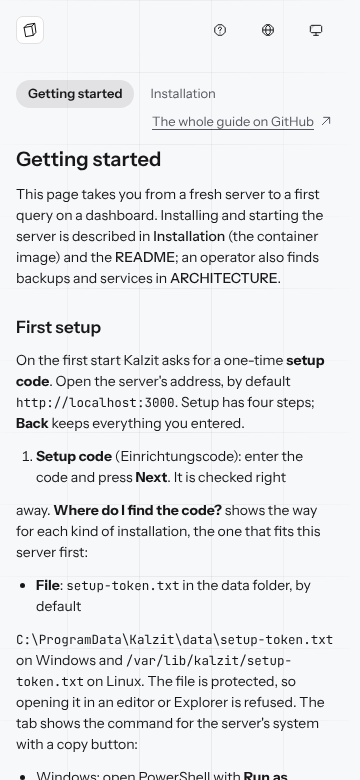 Getting started
Installation
The whole guide on GitHub
Getting started
This page takes you from a fresh server to a first
query on a dashboard. Installing and starting the
server is described in Installation (the container
image) and the README; an operator also finds
backups and services in ARCHITECTURE.
First setup
On the first start Kalzit asks for a one-time setup
code. Open the server's address, by default
http://localhost:3000. Setup has four steps;
Back keeps everything you entered.
1. Setup code (Einrichtungscode): enter the
code and press Next. It is checked right
away. Where do I find the code? shows the way
for each kind of installation, the one that fits this
server first:
• File: setup-token.txt in the data folder, by
default
C:\ProgramData\Kalzit\data\setup-token.txt
on Windows and /var/lib/kalzit/setup-
token.txt on Linux. The file is protected, so
opening it in an editor or Explorer is refused. The
tab shows the command for the server's system
with a copy button:
• Windows: open PowerShell with Run as